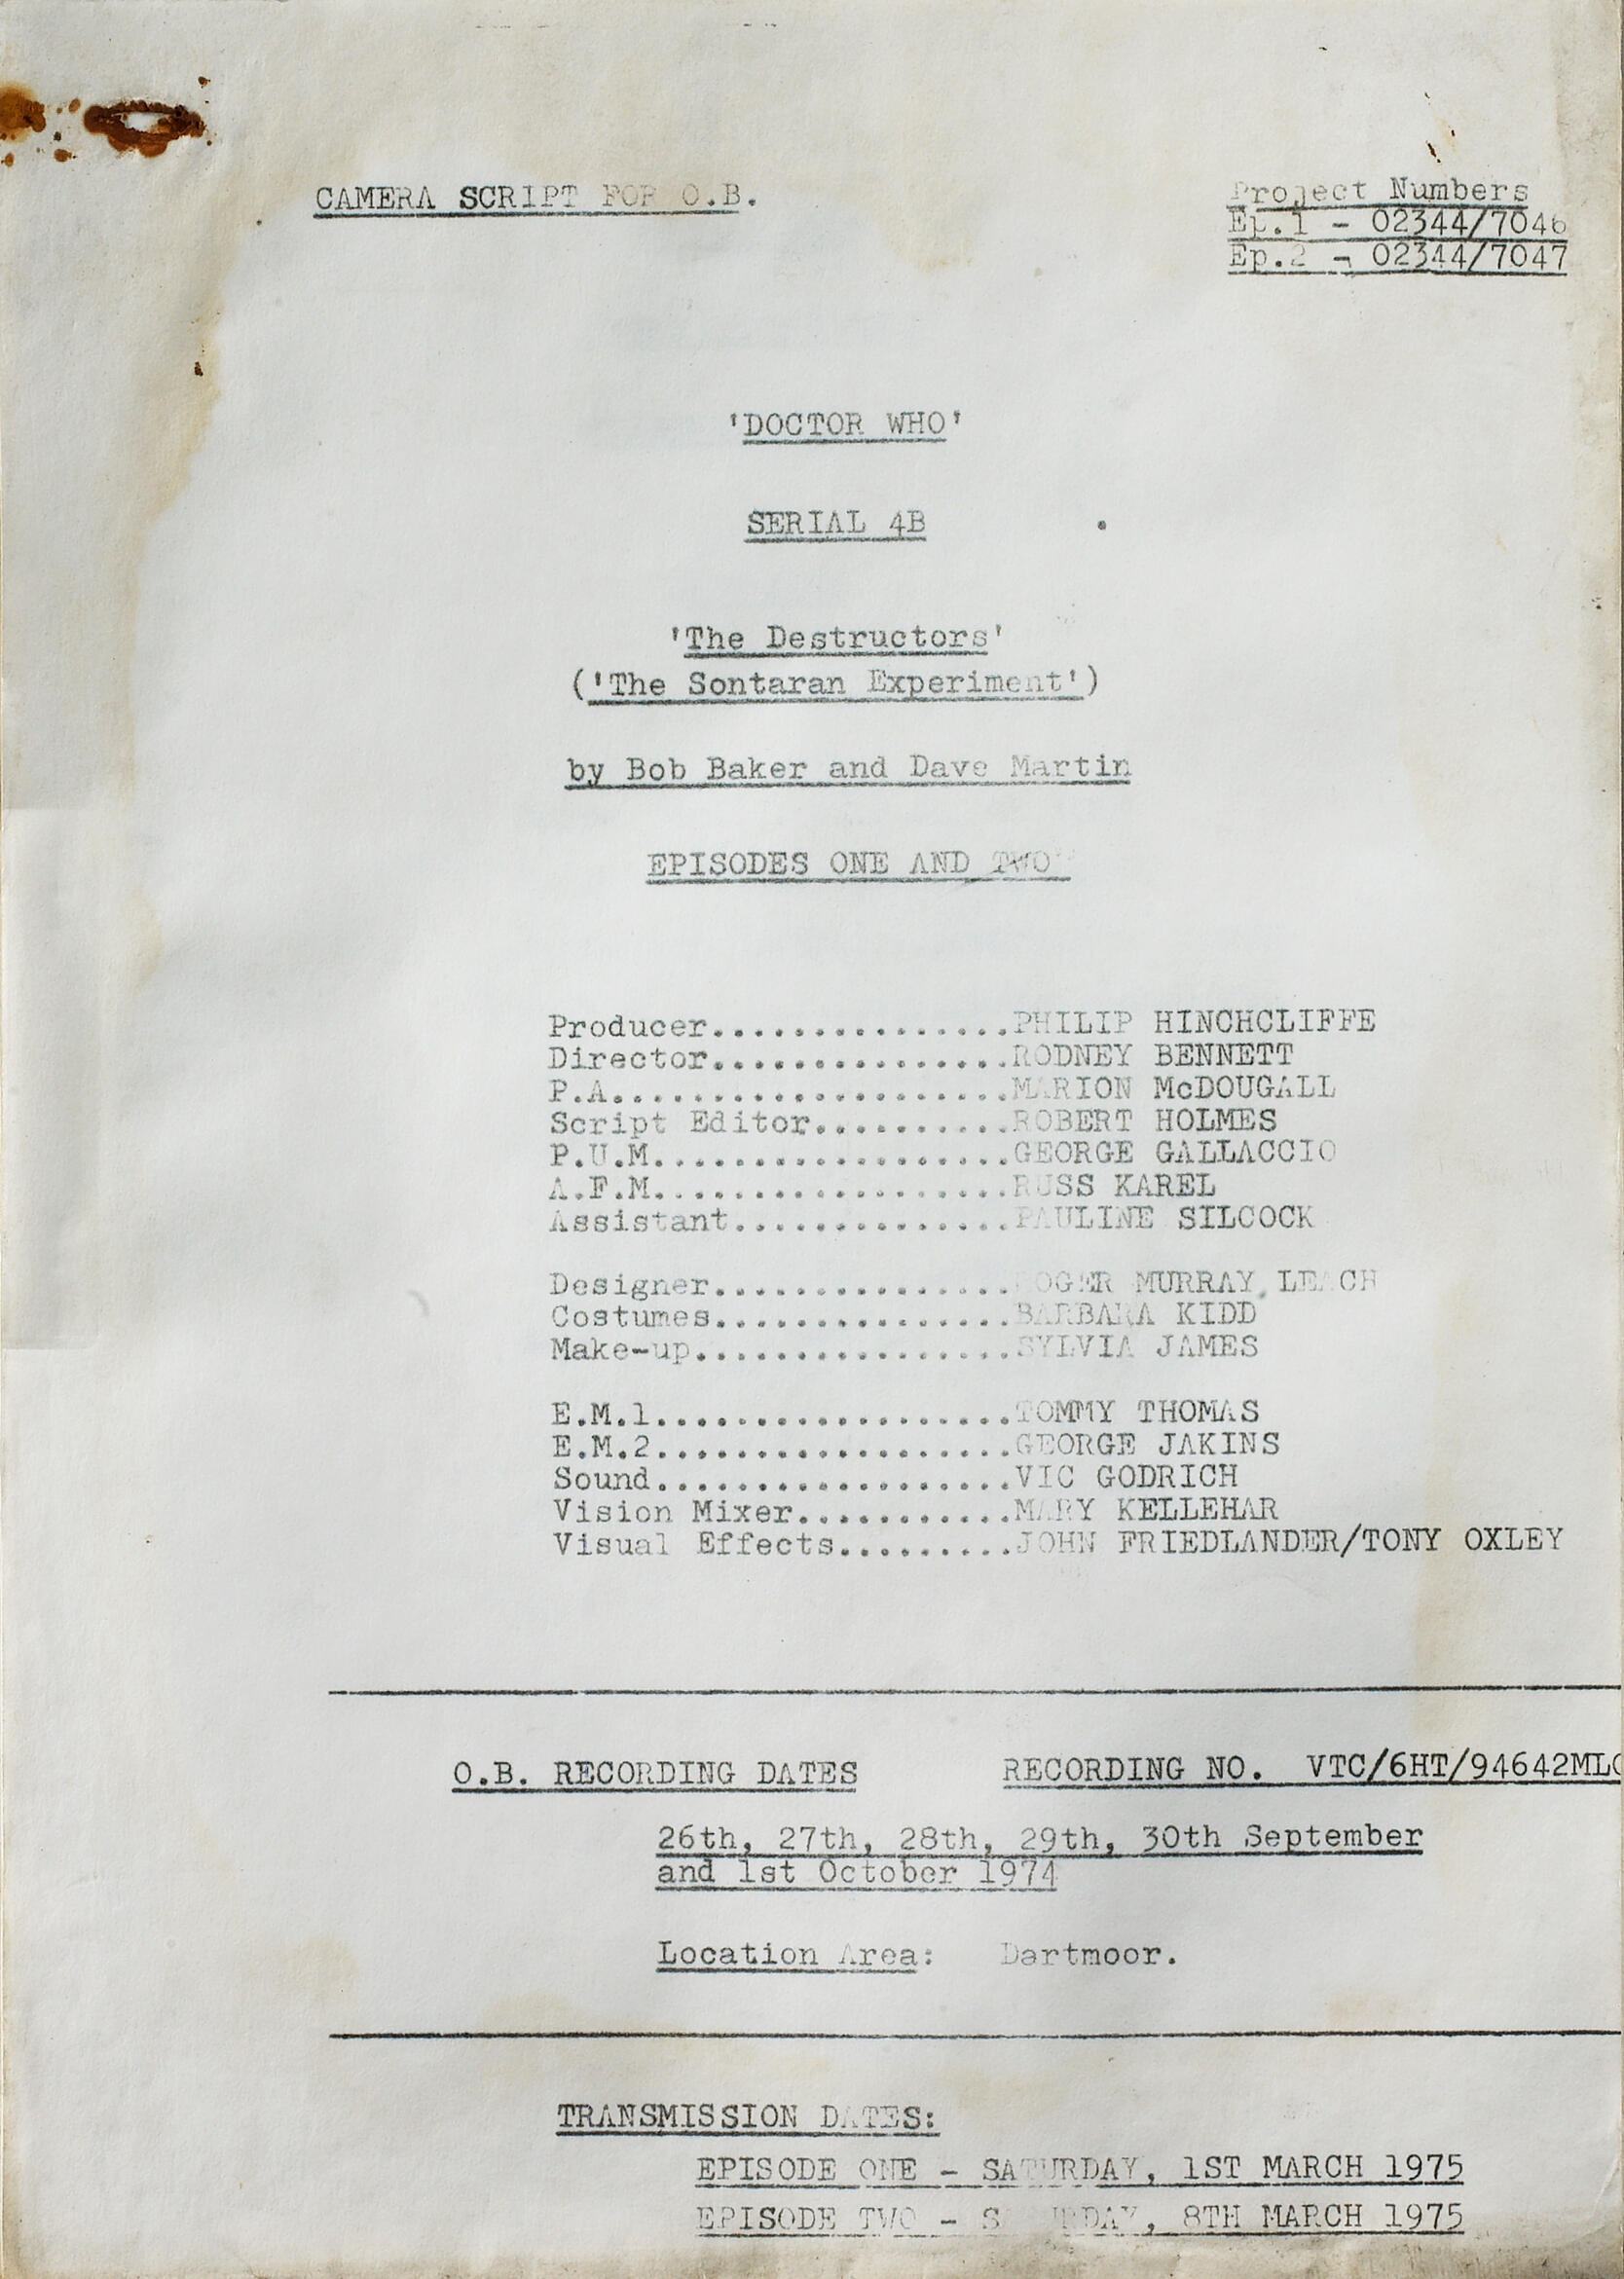 CAMERA SCRIPT FOR O.B.
Project Numbers
Ep.1 - 02344/7046
Ep.2 - 02344/7047
'DOCTOR WHO'
SERIAL 4B
'The Destructors'
('The Sontaran Experiment')
by Bob Baker and Dave Martin
EPISODES ONE AND TWO
Producer...............PHILIP HINCHCLIFFE
Director...............RODNEY BENNETT
P.A....................MARION McDOUGALL
Script Editor..........ROBERT HOLMES
P.U.M..................GEORGE GALLACCIO
A.F.M..................RUSS KAREL
Assistant..............PAULINE SILCOCK
Designer...............ROGER MURRAY LEACH
Costumes...............BARBARA KIDD
Make-up................SYLVIA JAMES
E.M.1..................TOMMY THOMAS
E.M.2..................GEORGE JAKINS
Sound..................VIC GODRICH
Vision Mixer...........MARY KELLEHAR
Visual Effects.........JOHN FRIEDLANDER/TONY OXLEY
O.B. RECORDING DATES RECORDING NO. VTC/6HT/94642ML
26th, 27th, 28th, 29th, 30th September
and 1st October 1974
Location Area: Dartmoor.
TRANSMISSION DATES:
EPISODE ONE - SATURDAY, 1ST MARCH 1975
EPISODE TWO - SATURDAY, 8TH MARCH 1975